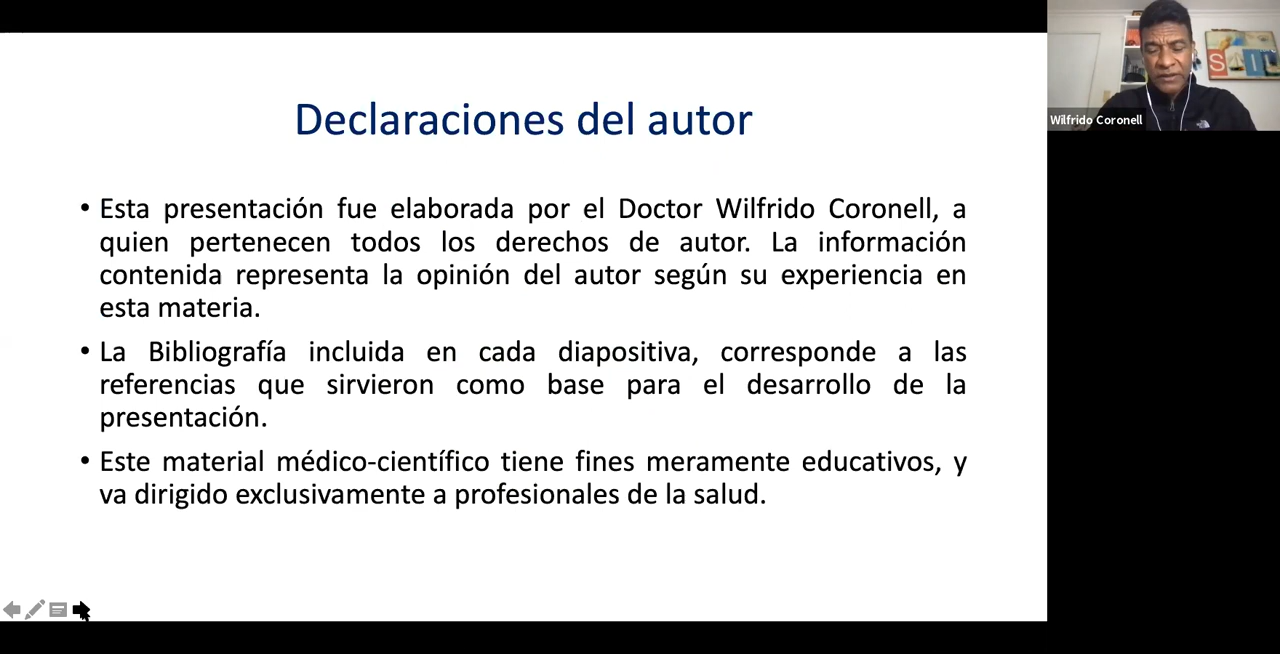 Declaraciones del autor
• Esta presentación fue elaborada por el Doctor Wilfrido Coronell, a
quien pertenecen todos los derechos de autor. La información
contenida representa la opinión del autor según su experiencia en
esta materia.
• La Bibliografía incluida en cada diapositiva, corresponde a las
referencias que sirvieron como base para el desarrollo de la
presentación.
• Este material médico-científico tiene fines meramente educativos, y
va dirigido exclusivamente a profesionales de la salud.
Wilfrido Coronell